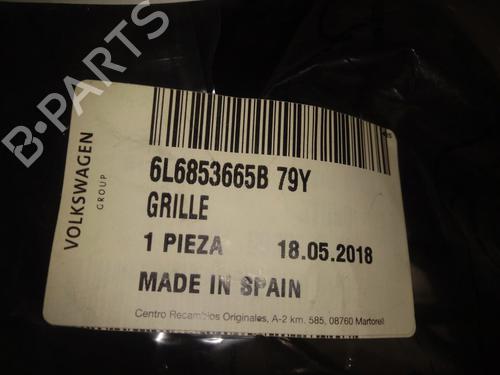 B-PARTS
VOLKSWAGEN
GROUP
6L6853665B 79Y
GRILLE
1 PIEZA 18.05.2018
MADE IN SPAIN
Centro Recambios Originales, A-2 km. 585, 08760 Martorell